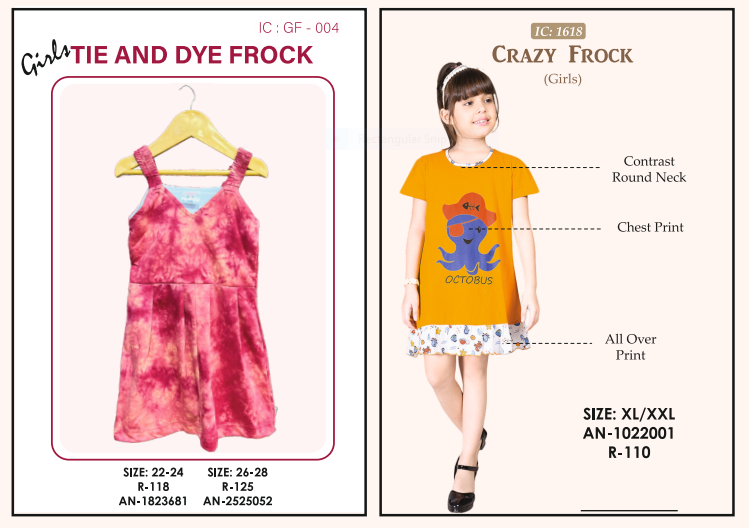 IC : GF - 004
Girls TIE AND DYE FROCK
SIZE: 22-24
R-118
AN-1823681
SIZE: 26-28
R-125
AN-2525052
IC: 1618
CRAZY FROCK
(Girls)
Contrast
Round Neck
Chest Print
OCTOBUS
All Over
Print
SIZE: XL/XXL
AN-1022001
R-110